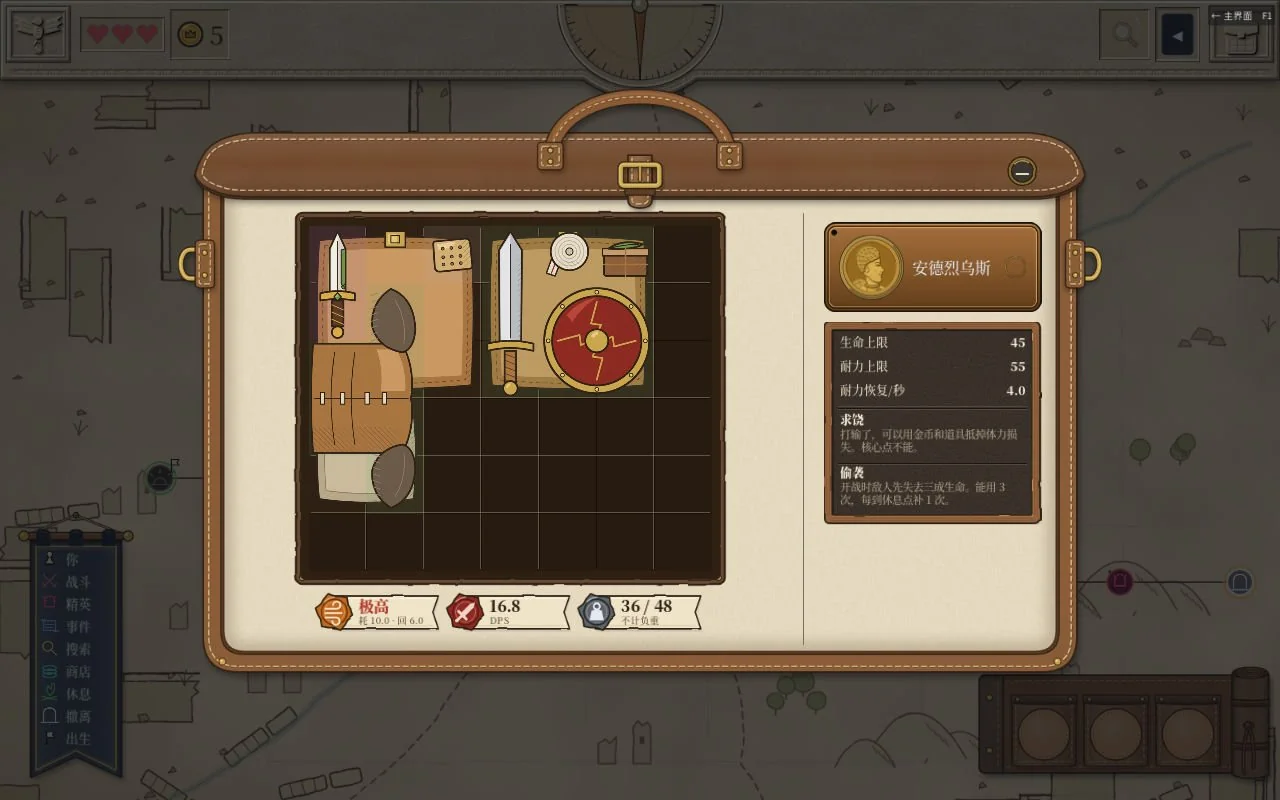 5
← 主界面 F1
安德烈乌斯
生命上限 45
耐力上限 55
耐力恢复/秒 4.0
求饶
打输了，可以用金币和道具抵掉体力损
失。核心点不能。
偷袭
开战时敌人先失去三成生命。能用 3
次，每到休息点补 1 次。
极高
耗 10.0 · 回 6.0
16.8
DPS
36 / 48
不计负重
你
战斗
精英
事件
搜索
商店
休息
撤离
出生